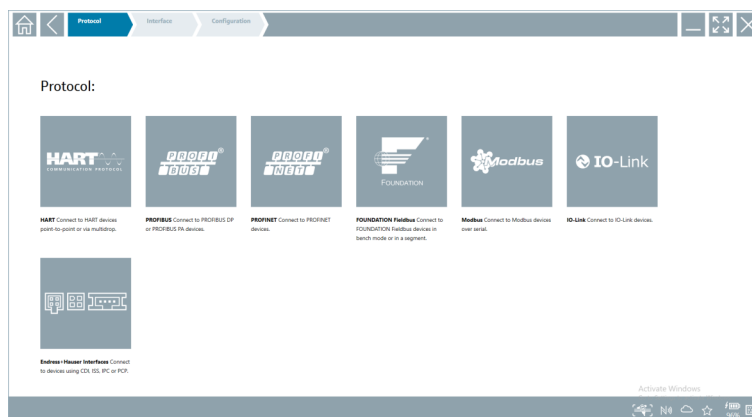 Protocol
Interface
Configuration
Protocol:
HART
COMMUNICATION PROTOCOL
PROFI®
BUS
PROFI®
NET
FOUNDATION
Modbus
IO-Link
HART Connect to HART devices
point-to-point or via multidrop.
PROFIBUS Connect to PROFIBUS DP
or PROFIBUS PA devices.
PROFINET Connect to PROFINET
devices.
FOUNDATION Fieldbus Connect to
FOUNDATION Fieldbus devices in
bench mode or in a segment.
Modbus Connect to Modbus devices
over serial.
IO-Link Connect to IO-Link devices.
Endress+Hauser Interfaces Connect
to devices using CDI, ISS, IPC or PCP.
Activate Windows